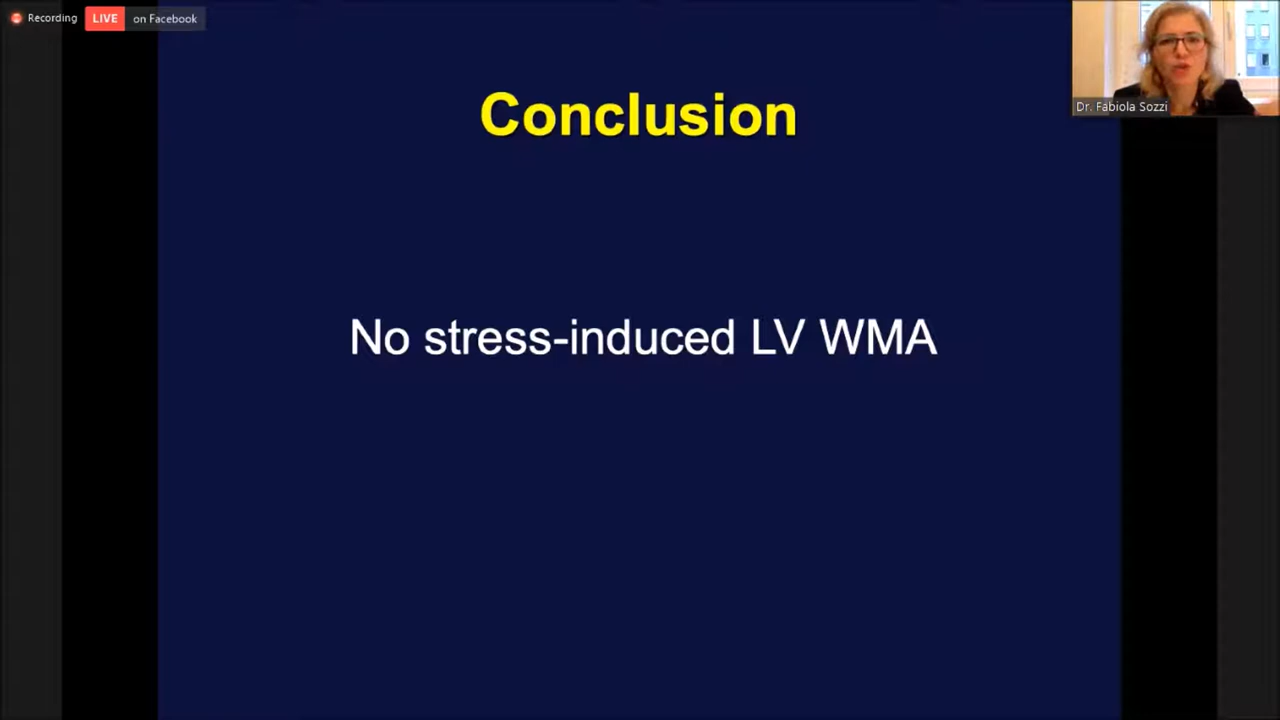 Recording
LIVE on Facebook
Dr. Fabiola Sozzi
Conclusion
No stress-induced LV WMA